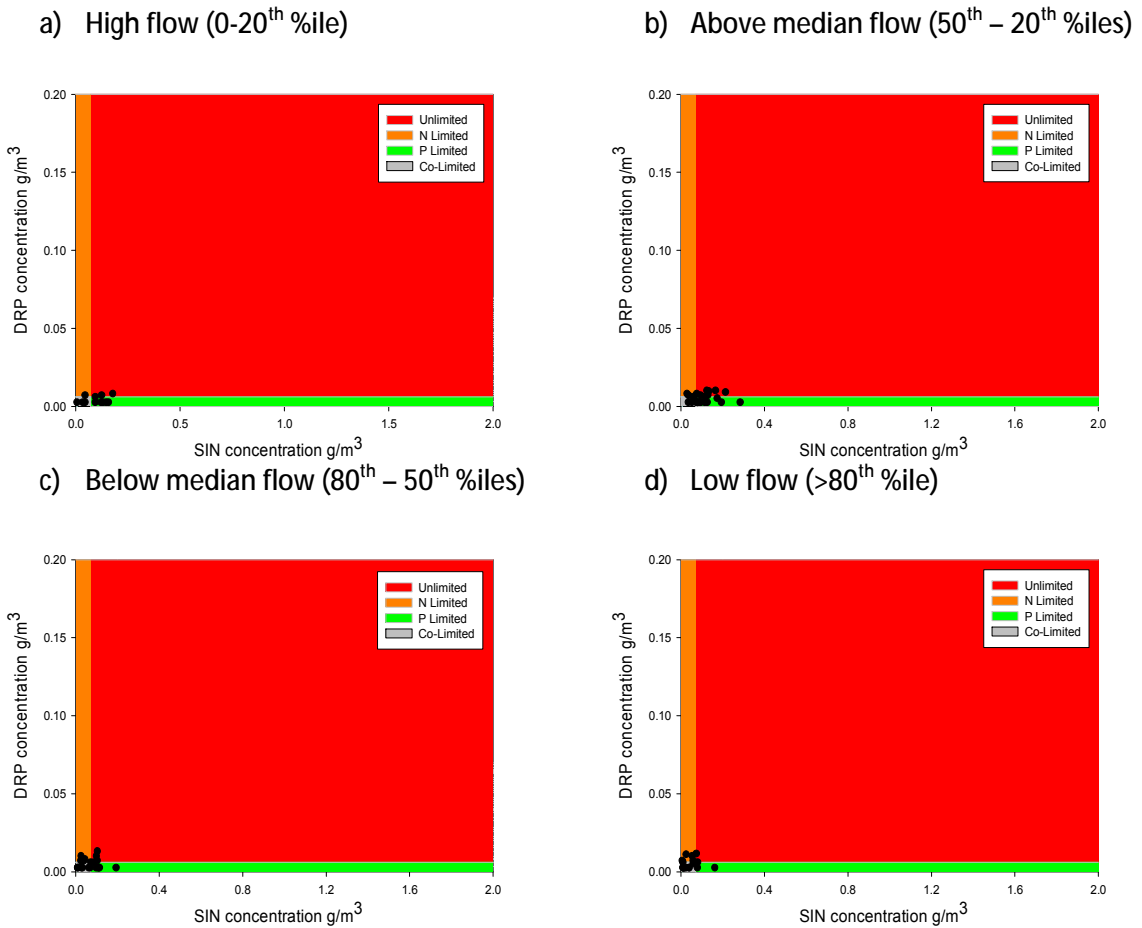 a) High flow (0-20th %ile)
0.20
0.15
0.10
0.05
0.00
DRP concentration g/m3
Unlimited
N Limited
P Limited
Co-Limited
0.0 0.5 1.0 1.5 2.0
SIN concentration g/m3
b) Above median flow (50th – 20th %iles)
0.20
0.15
0.10
0.05
0.00
DRP concentration g/m3
Unlimited
N Limited
P Limited
Co-Limited
0.0 0.4 0.8 1.2 1.6 2.0
SIN concentration g/m3
c) Below median flow (80th – 50th %iles)
0.20
0.15
0.10
0.05
0.00
DRP concentration g/m3
Unlimited
N Limited
P Limited
Co-Limited
0.0 0.4 0.8 1.2 1.6 2.0
SIN concentration g/m3
d) Low flow (>80th %ile)
0.20
0.15
0.10
0.05
0.00
DRP concentration g/m3
Unlimited
N Limited
P Limited
Co-Limited
0.0 0.4 0.8 1.2 1.6 2.0
SIN concentration g/m3